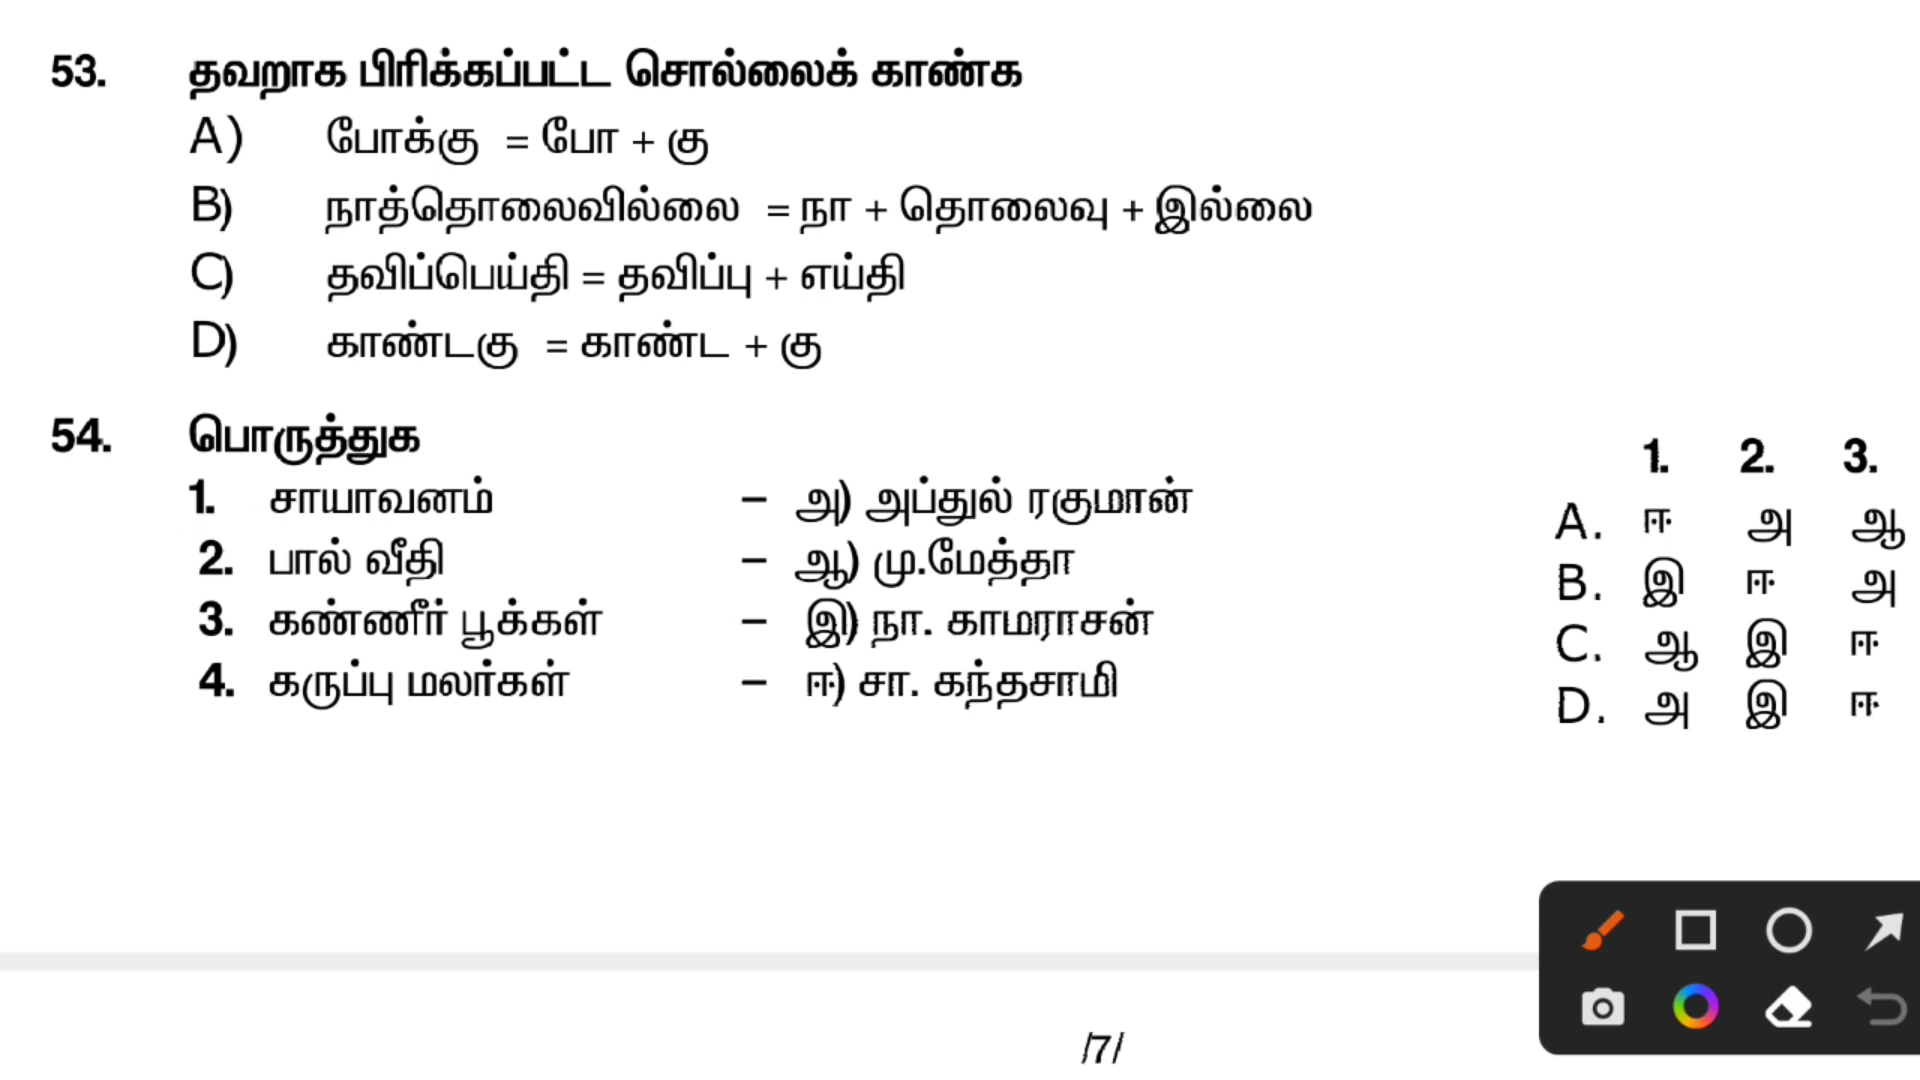 53. தவறாக பிரிக்கப்பட்ட சொல்லைக் காண்க
A) போக்கு = போ + கு
B) நாத்தொலைவில்லை = நா + தொலைவு + இல்லை
C) தவிப்பெய்தி = தவிப்பு + எய்தி
D) காண்டகு = காண்ட + கு
54. பொருத்துக
1. 2. 3.
1. சாயாவனம் – அ) அப்துல் ரகுமான்
A. ஈ அ ஆ
2. பால் வீதி – ஆ) மு.மேத்தா
B. இ ஈ அ
3. கண்ணீர் பூக்கள் – இ) நா. காமராசன்
C. ஆ இ ஈ
4. கருப்பு மலர்கள் – ஈ) சா. கந்தசாமி
D. அ இ ஈ
/7/